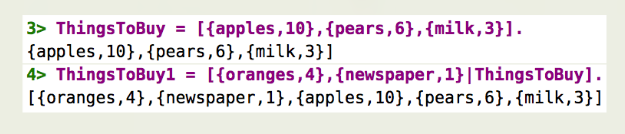 3> ThingsToBuy = [{apples,10},{pears,6},{milk,3}].
{apples,10},{pears,6},{milk,3}]
4> ThingsToBuy1 = [{oranges,4},{newspaper,1}|ThingsToBuy].
[{oranges,4},{newspaper,1},{apples,10},{pears,6},{milk,3}]